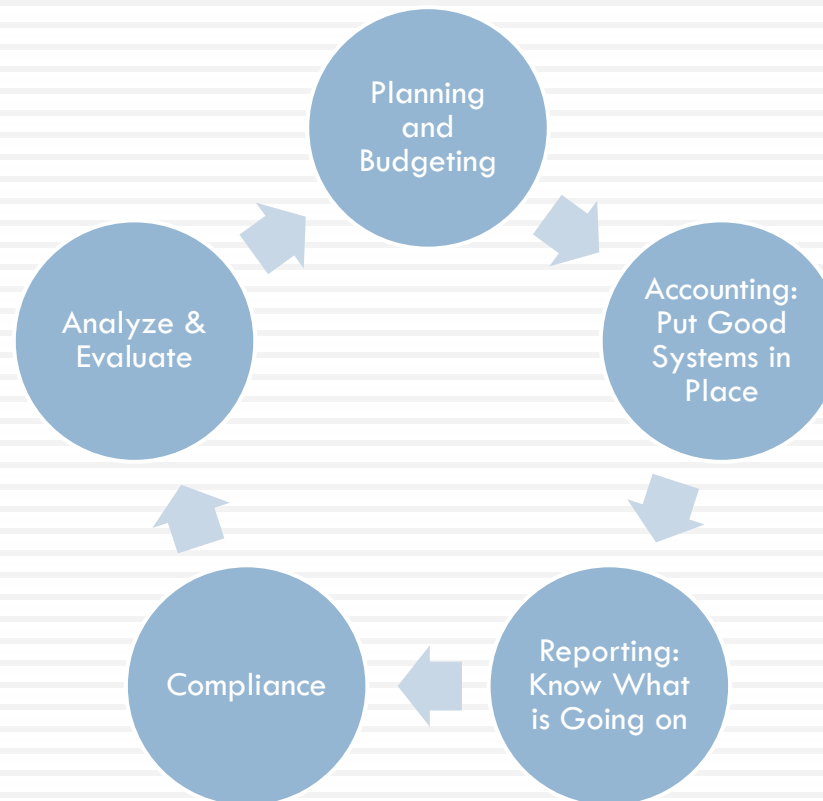 Planning
and
Budgeting
Accounting:
Put Good
Systems in
Place
Reporting:
Know What
is Going on
Compliance
Analyze &
Evaluate